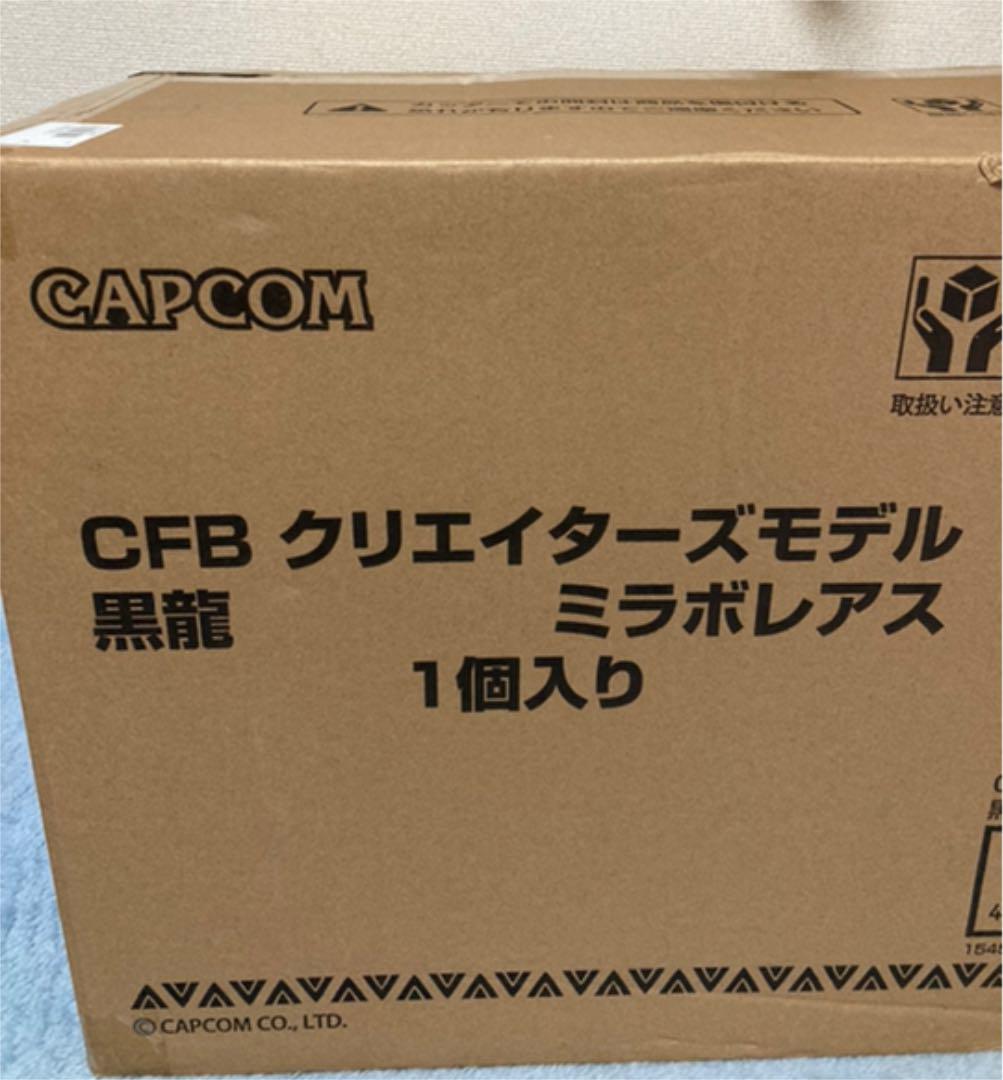 CAPCOM
取扱い注意
CFB クリエイターズモデル
黒龍 ミラボレアス
1個入り
©CAPCOM CO., LTD.